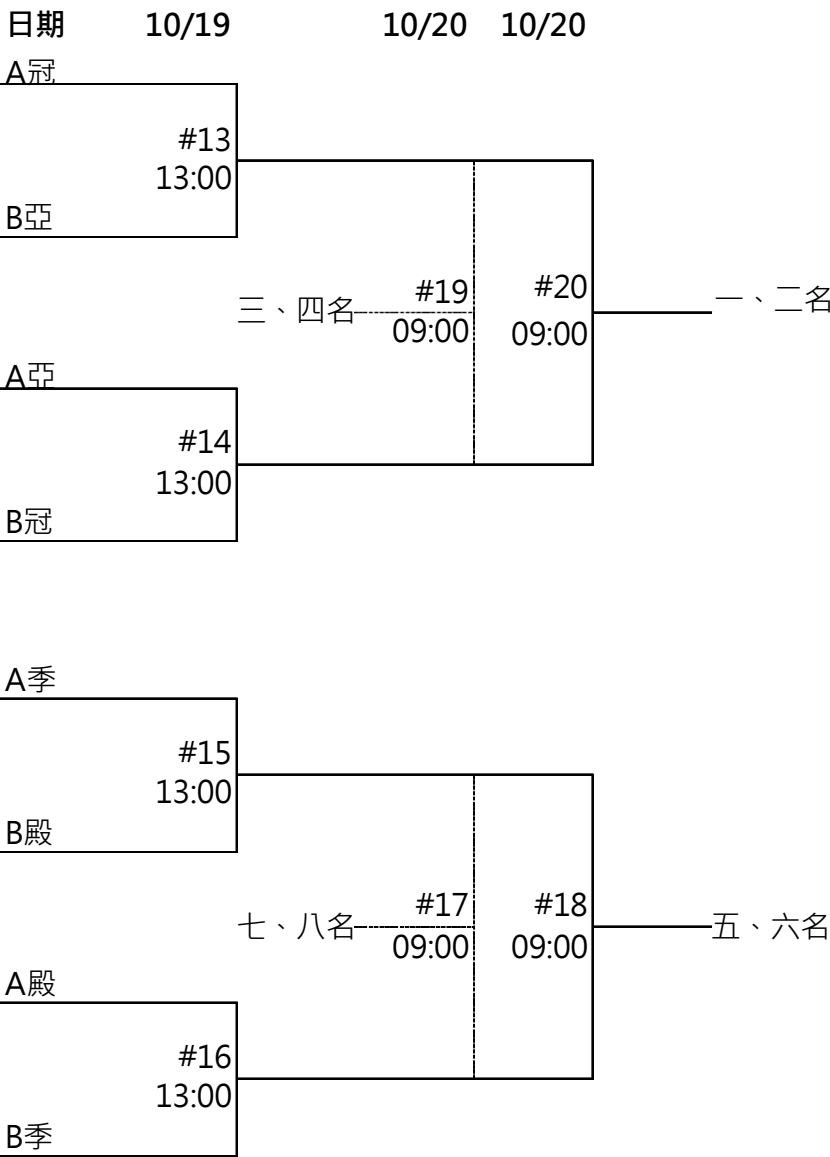 日期 10/19 10/20 10/20
A冠
#13
13:00
B亞
三、四名 #19 #20 一、二名
09:00 09:00
A亞
#14
13:00
B冠
A季
#15
13:00
B殿
七、八名 #17 #18 五、六名
09:00 09:00
A殿
#16
13:00
B季